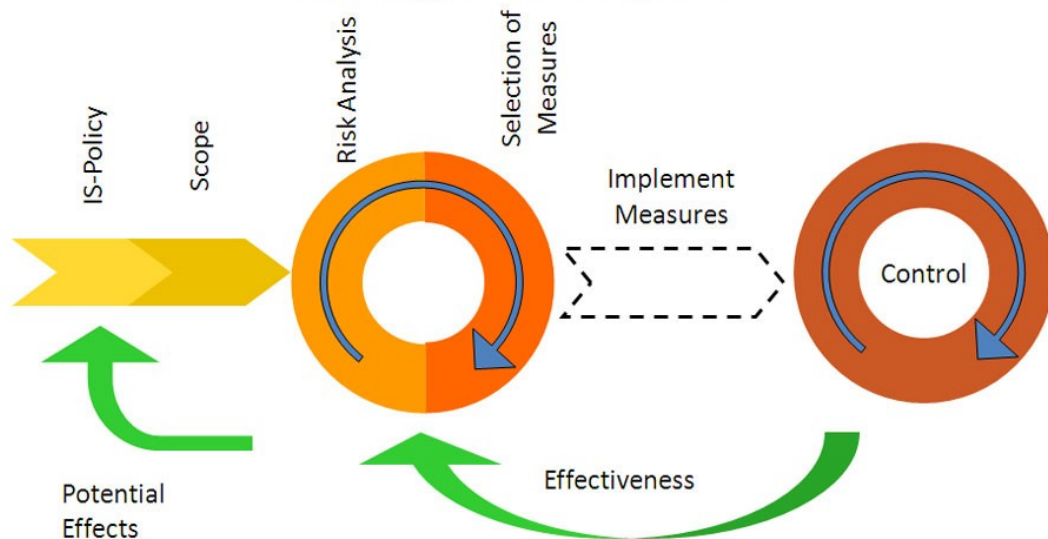 IS-Policy
Scope
Risk Analysis
Selection of
Measures
Implement
Measures
Control
Effectiveness
Potential
Effects